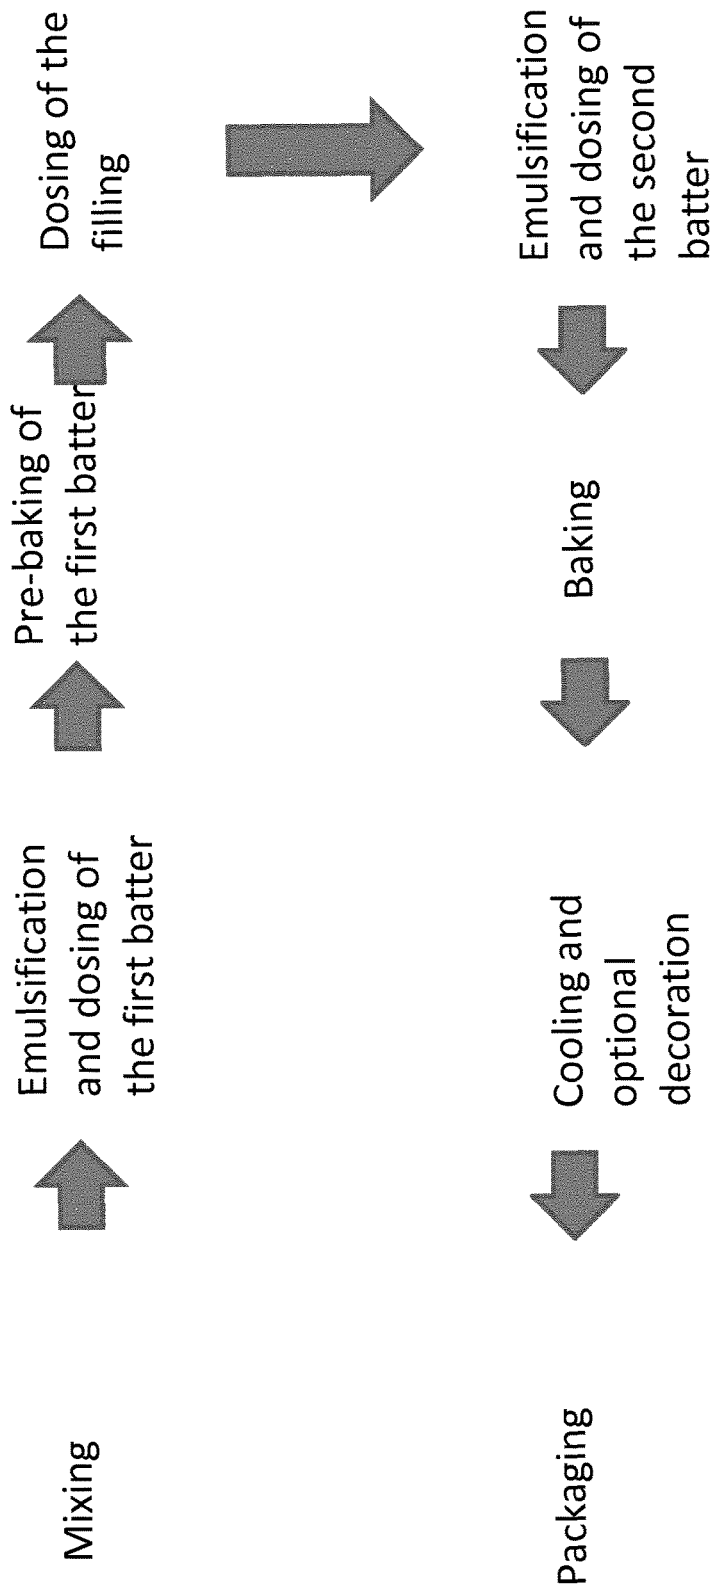 Mixing
Emulsification
and dosing of
the first batter
Pre-baking of
the first batter
Dosing of the
filling
Emulsification
and dosing of
the second
batter
Baking
Cooling and
optional
decoration
Packaging